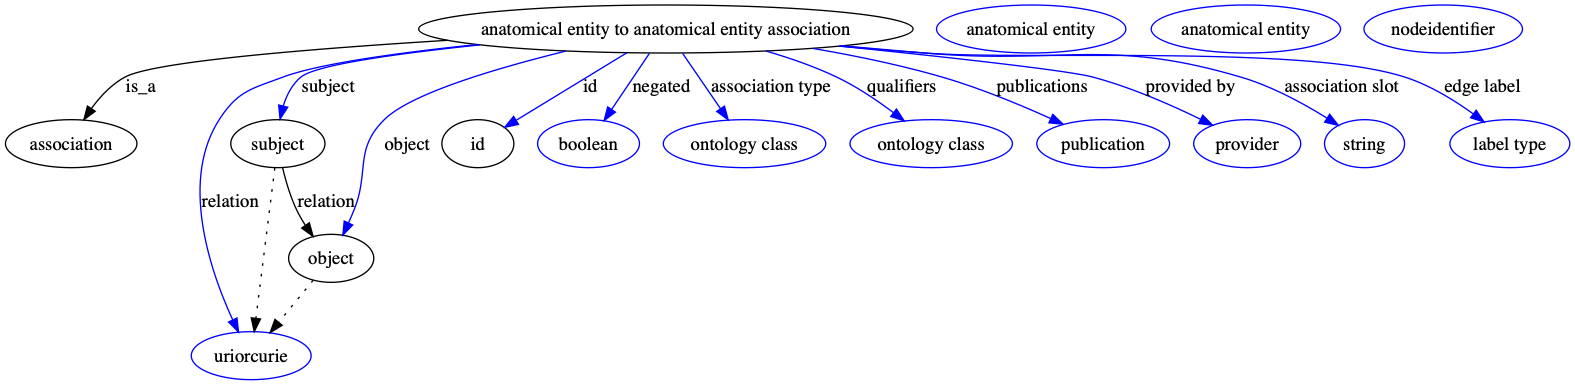 anatomical entity to anatomical entity association
anatomical entity
anatomical entity
nodeidentifier
is_a
subject
object
id
negated
association type
qualifiers
publications
provided by
association slot
edge label
association
subject
id
boolean
ontology class
ontology class
publication
provider
string
label type
relation
relation
object
uriorcurie